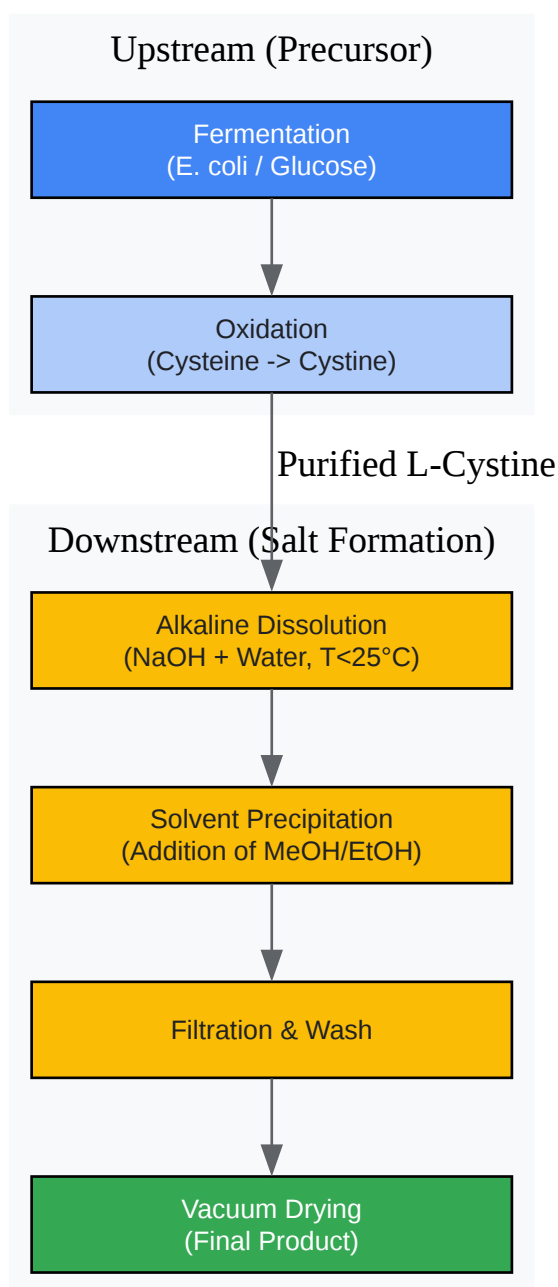 Upstream (Precursor)
Fermentation
(E. coli / Glucose)
Oxidation
(Cysteine -> Cystine)
Purified L-Cystine
Downstream (Salt Formation)
Alkaline Dissolution
(NaOH + Water, T<25°C)
Solvent Precipitation
(Addition of MeOH/EtOH)
Filtration & Wash
Vacuum Drying
(Final Product)